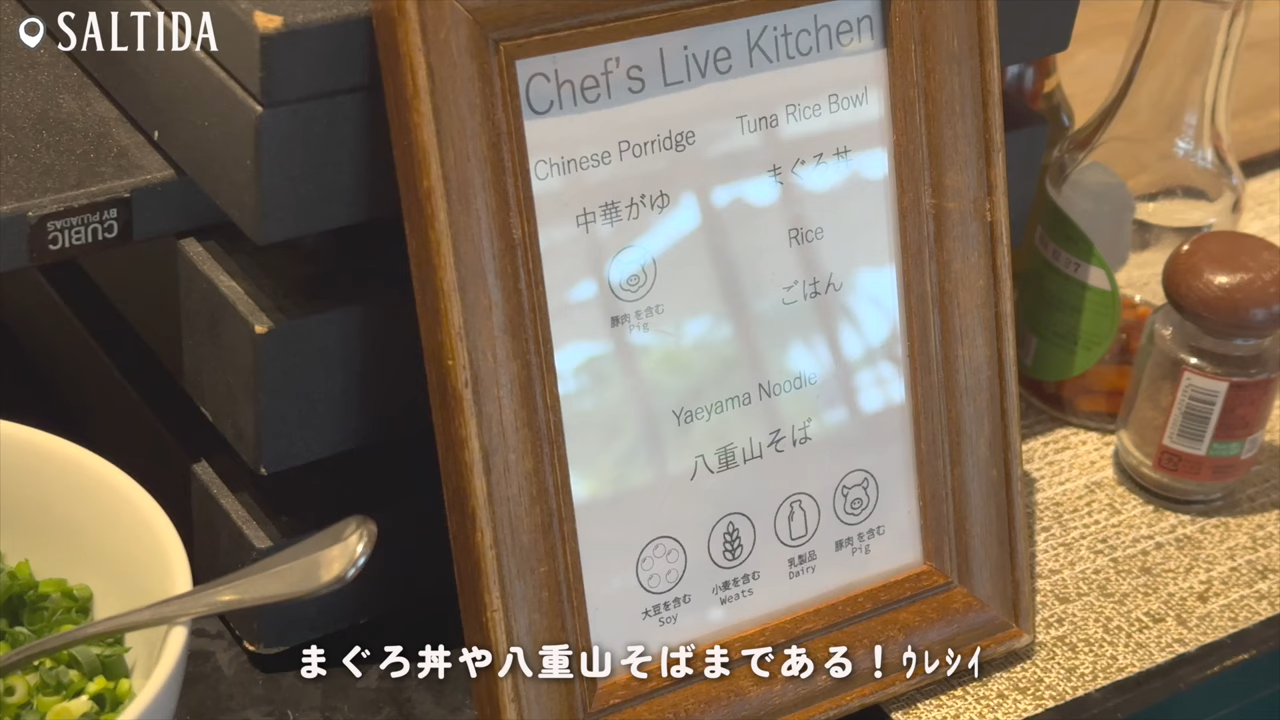 SALTIDA
Chef's Live Kitchen
Chinese Porridge
中華がゆ
豚肉 を含む
Pig
Tuna Rice Bowl
まぐろ丼
Rice
ごはん
Yaeyama Noodle
八重山そば
大豆を含む
Soy
小麦を含む
Weats
乳製品
Dairy
豚肉 を含む
Pig
CUBIC
BY PUJADAS
まぐろ丼や八重山そばまである！ウレシイ